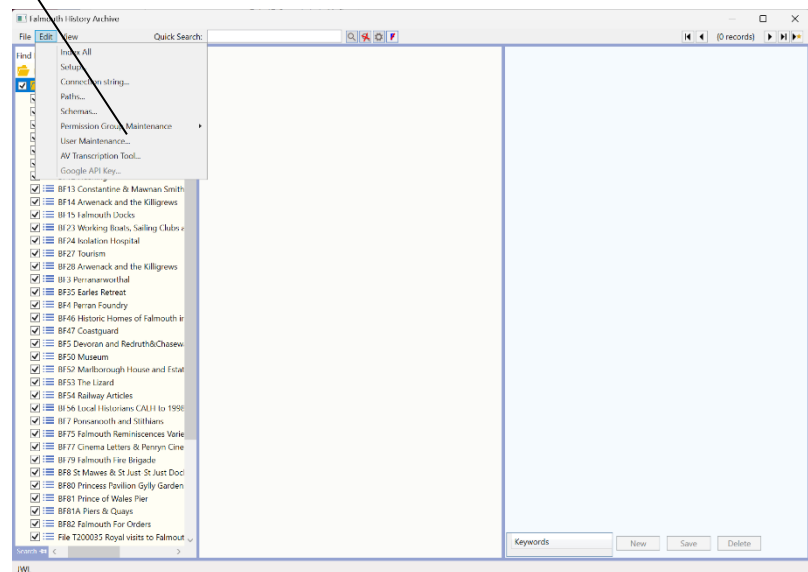 Falmouth History Archive
File Edit View Quick Search:
(0 records)
Find
Index All
Setup...
Connection string...
Paths...
Schemas...
Permission Group Maintenance
User Maintenance...
AV Transcription Tool...
Google API Key...
BF13 Constantine & Mawnan Smith
BF14 Arwenack and the Killigrews
BF15 Falmouth Docks
BF23 Working Boats, Sailing Clubs a
BF24 Isolation Hospital
BF27 Tourism
BF28 Arwenack and the Killigrews
BF3 Perranarworthal
BF35 Earles Retreat
BF4 Perran Foundry
BF46 Historic Homes of Falmouth ir
BF47 Coastguard
BF5 Devoran and Redruth&Chasew
BF50 Museum
BF52 Marlborough House and Estat
BF53 The Lizard
BF54 Railway Articles
BF56 Local Historians CALH to 1998
BF7 Ponsanooth and Stithians
BF75 Falmouth Reminiscences Varie
BF77 Cinema Letters & Penryn Cine
BF79 Falmouth Fire Brigade
BF8 St Mawes & St Just-St Just Doc
BF80 Princess Pavilion Gylly Garden
BF81 Prince of Wales Pier
BF81A Piers & Quays
BF82 Falmouth For Orders
File T200035 Royal visits to Falmout
Search
Keywords New Save Delete
JWL